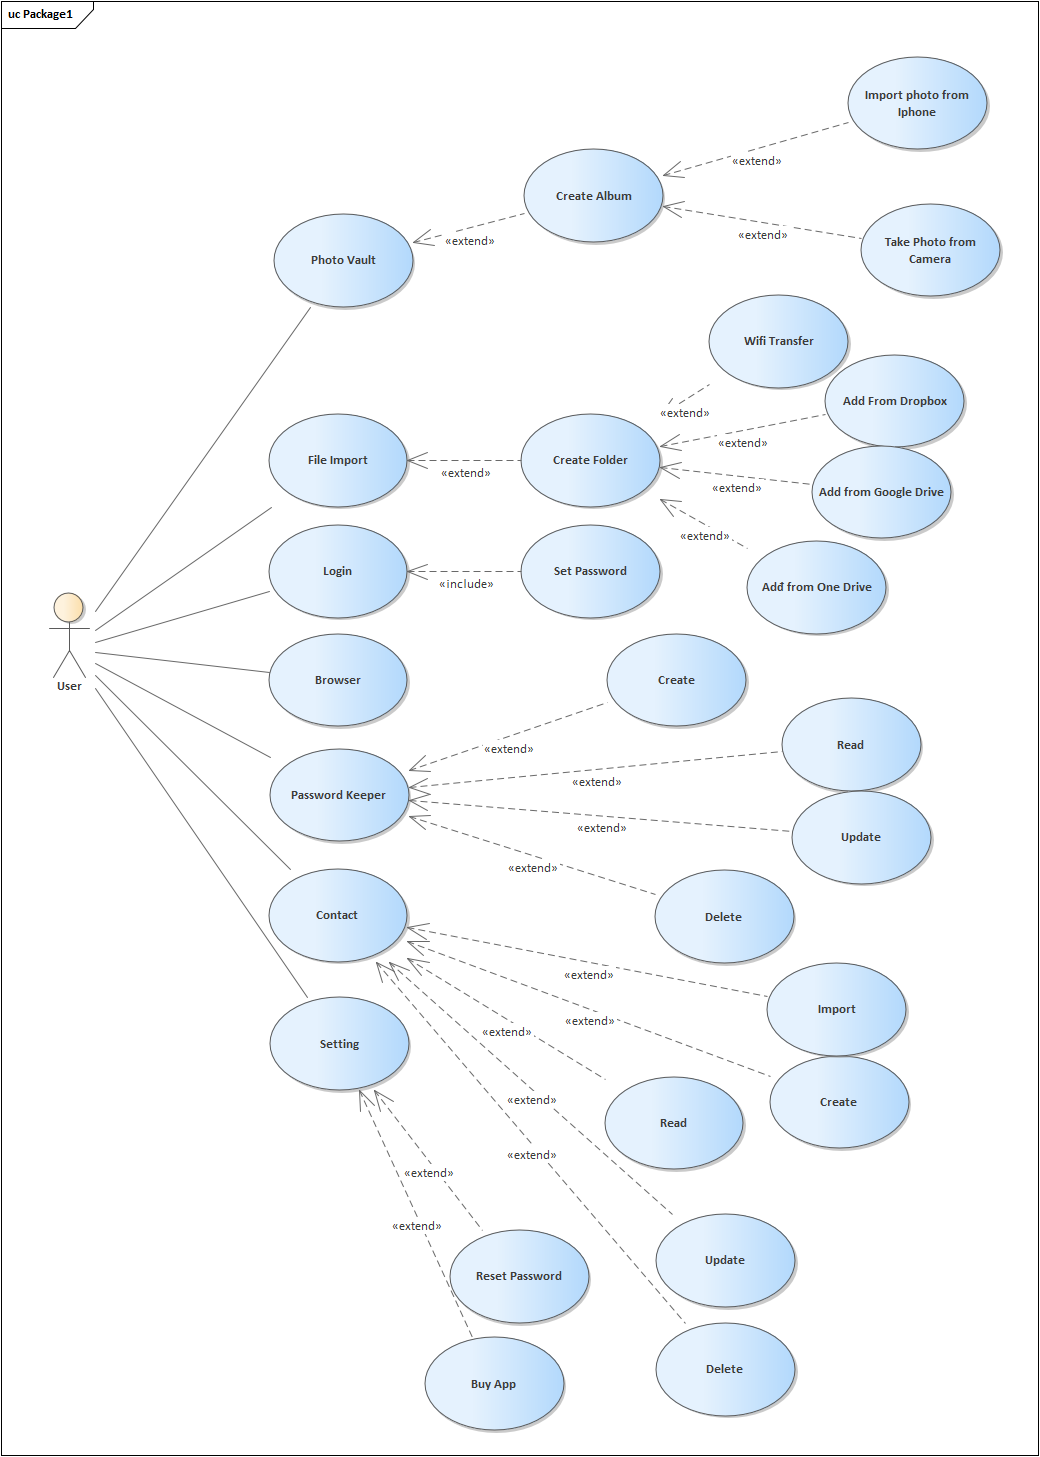 uc Package1
Import photo from
Iphone
«extend»
Create Album
«extend»
Take Photo from
Camera
«extend»
Photo Vault
Wifi Transfer
«extend»
Add From Dropbox
«extend»
File Import
«extend»
Create Folder
«extend»
Add from Google Drive
«extend»
Login
«include»
Set Password
Add from One Drive
User
Browser
Create
«extend»
Read
«extend»
Password Keeper
«extend»
Update
«extend»
Contact
Delete
«extend»
Import
«extend»
«extend»
Setting
«extend»
Create
Read
«extend»
«extend»
«extend»
Update
Reset Password
Delete
Buy App